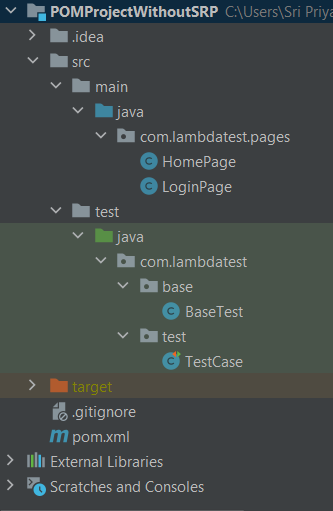 POMProjectWithoutSRP C:\Users\Sri Priya
.idea
src
main
java
com.lambdatest.pages
HomePage
LoginPage
test
java
com.lambdatest
base
BaseTest
test
TestCase
target
.gitignore
pom.xml
External Libraries
Scratches and Consoles